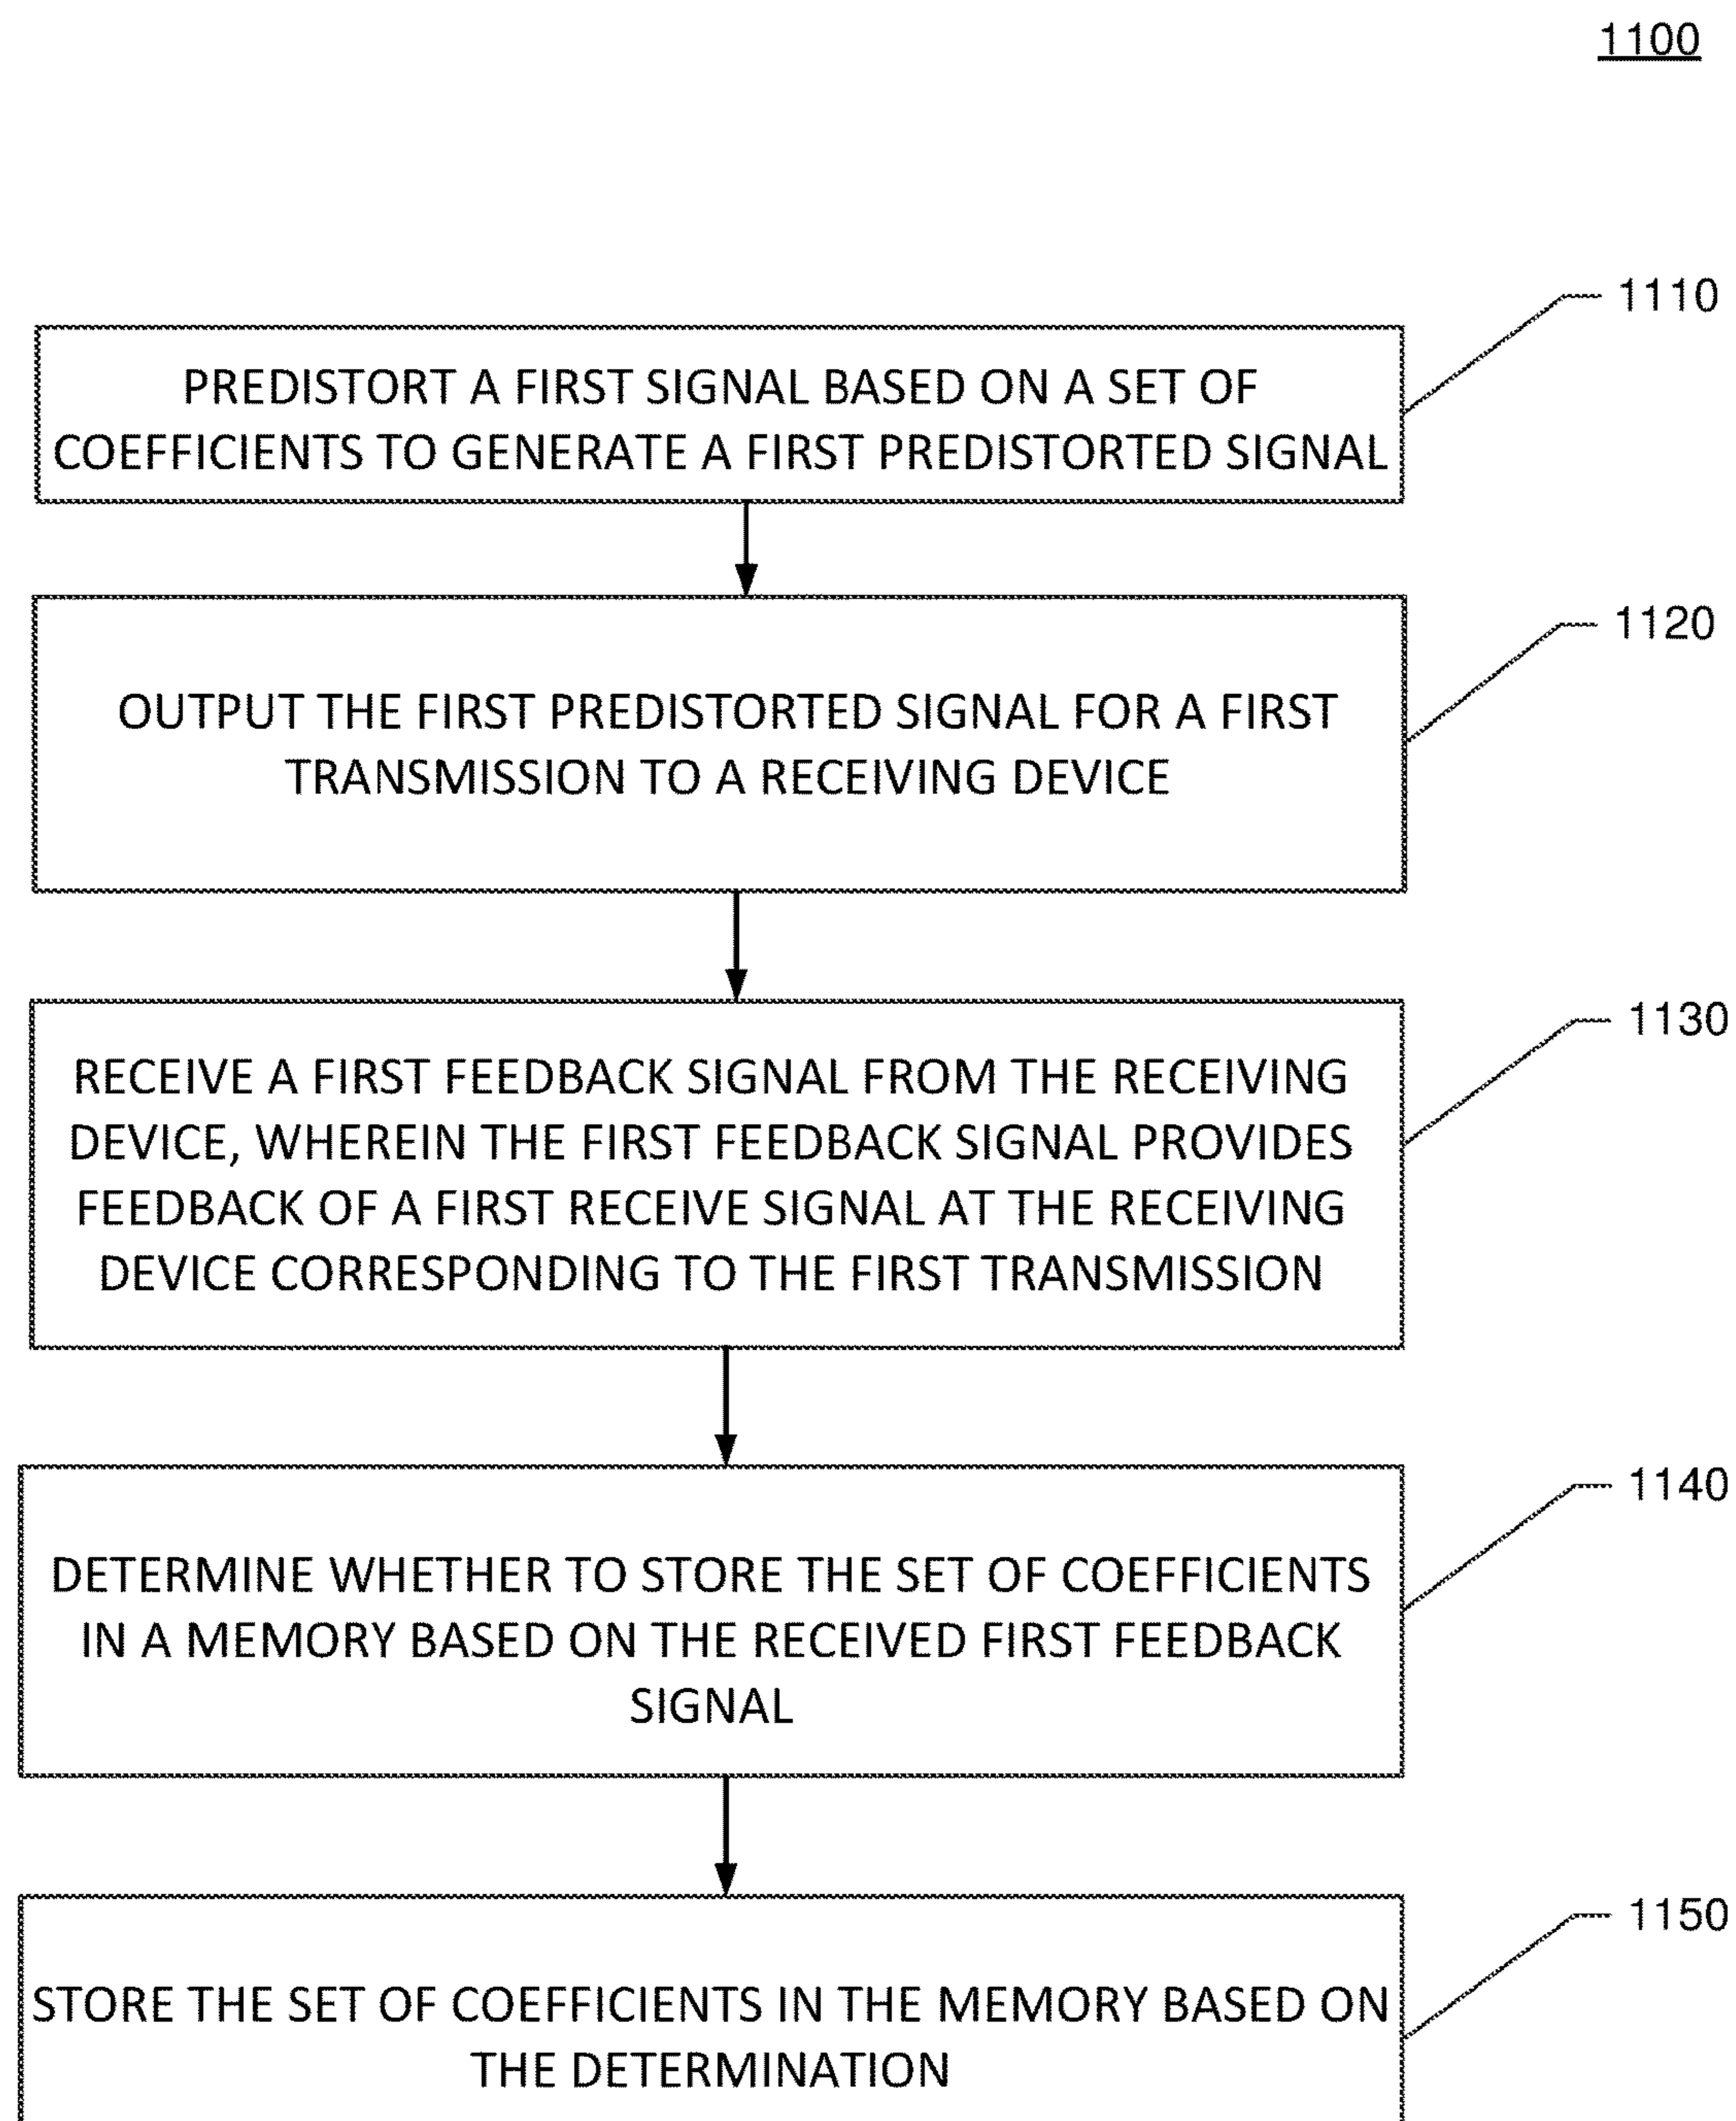 1100
1110
PREDISTORT A FIRST SIGNAL BASED ON A SET OF
COEFFICIENTS TO GENERATE A FIRST PREDISTORTED SIGNAL
1120
OUTPUT THE FIRST PREDISTORTED SIGNAL FOR A FIRST
TRANSMISSION TO A RECEIVING DEVICE
1130
RECEIVE A FIRST FEEDBACK SIGNAL FROM THE RECEIVING
DEVICE, WHEREIN THE FIRST FEEDBACK SIGNAL PROVIDES
FEEDBACK OF A FIRST RECEIVE SIGNAL AT THE RECEIVING
DEVICE CORRESPONDING TO THE FIRST TRANSMISSION
1140
DETERMINE WHETHER TO STORE THE SET OF COEFFICIENTS
IN A MEMORY BASED ON THE RECEIVED FIRST FEEDBACK
SIGNAL
1150
STORE THE SET OF COEFFICIENTS IN THE MEMORY BASED ON
THE DETERMINATION